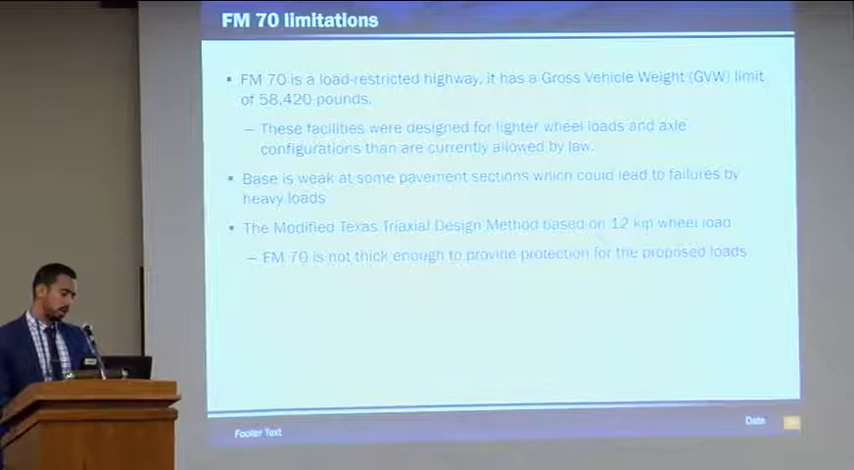 FM 70 limitations
▪ FM 70 is a load-restricted highway, it has a Gross Vehicle Weight (GVW) limit
of 58,420 pounds.
– These facilities were designed for lighter wheel loads and axle
configurations than are currently allowed by law.
▪ Base is weak at some pavement sections which could lead to failures by
heavy loads
▪ The Modified Texas Triaxial Design Method based on 12 kip wheel load
– FM 70 is not thick enough to provide protection for the proposed loads
Footer Text
Date